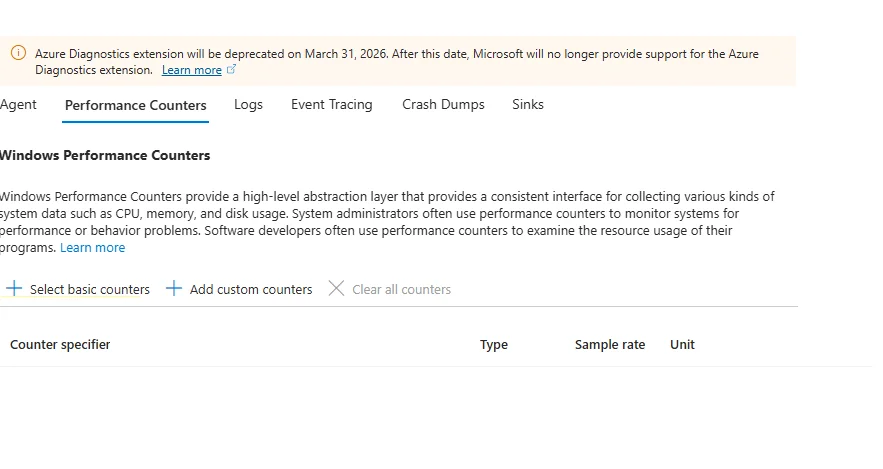 Azure Diagnostics extension will be deprecated on March 31, 2026. After this date, Microsoft will no longer provide support for the Azure
Diagnostics extension. Learn more
Agent Performance Counters Logs Event Tracing Crash Dumps Sinks
Windows Performance Counters
Windows Performance Counters provide a high-level abstraction layer that provides a consistent interface for collecting various kinds of
system data such as CPU, memory, and disk usage. System administrators often use performance counters to monitor systems for
performance or behavior problems. Software developers often use performance counters to examine the resource usage of their
programs. Learn more
Select basic counters Add custom counters Clear all counters
Counter specifier Type Sample rate Unit